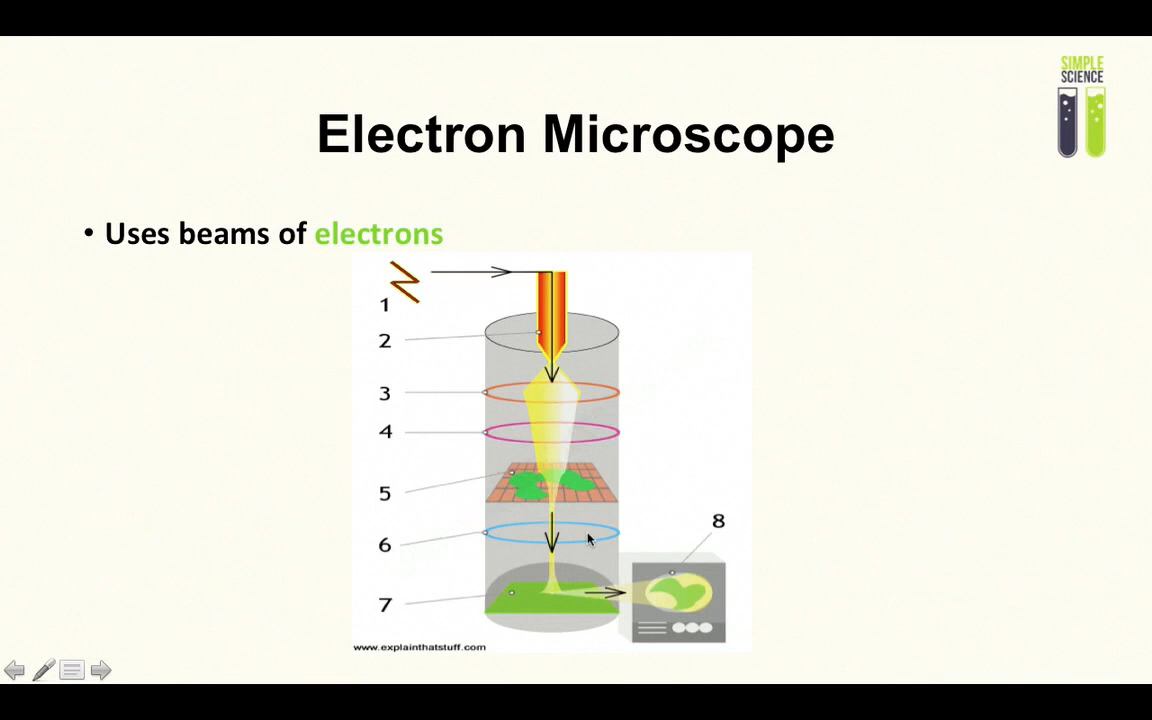 SIMPLE
SCIENCE
Electron Microscope
• Uses beams of electrons
1
2
3
4
5
6
7
8
www.explainthatstuff.com